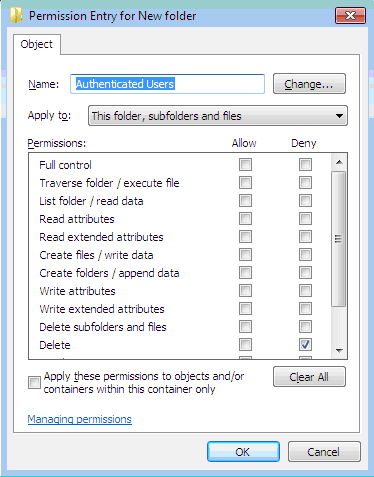 Permission Entry for New folder
Object
Name: Authenticated Users Change...
Apply to: This folder, subfolders and files
Permissions: Allow Deny
Full control
Traverse folder / execute file
List folder / read data
Read attributes
Read extended attributes
Create files / write data
Create folders / append data
Write attributes
Write extended attributes
Delete subfolders and files
Delete
Apply these permissions to objects and/or
containers within this container only
Clear All
Managing permissions
OK Cancel